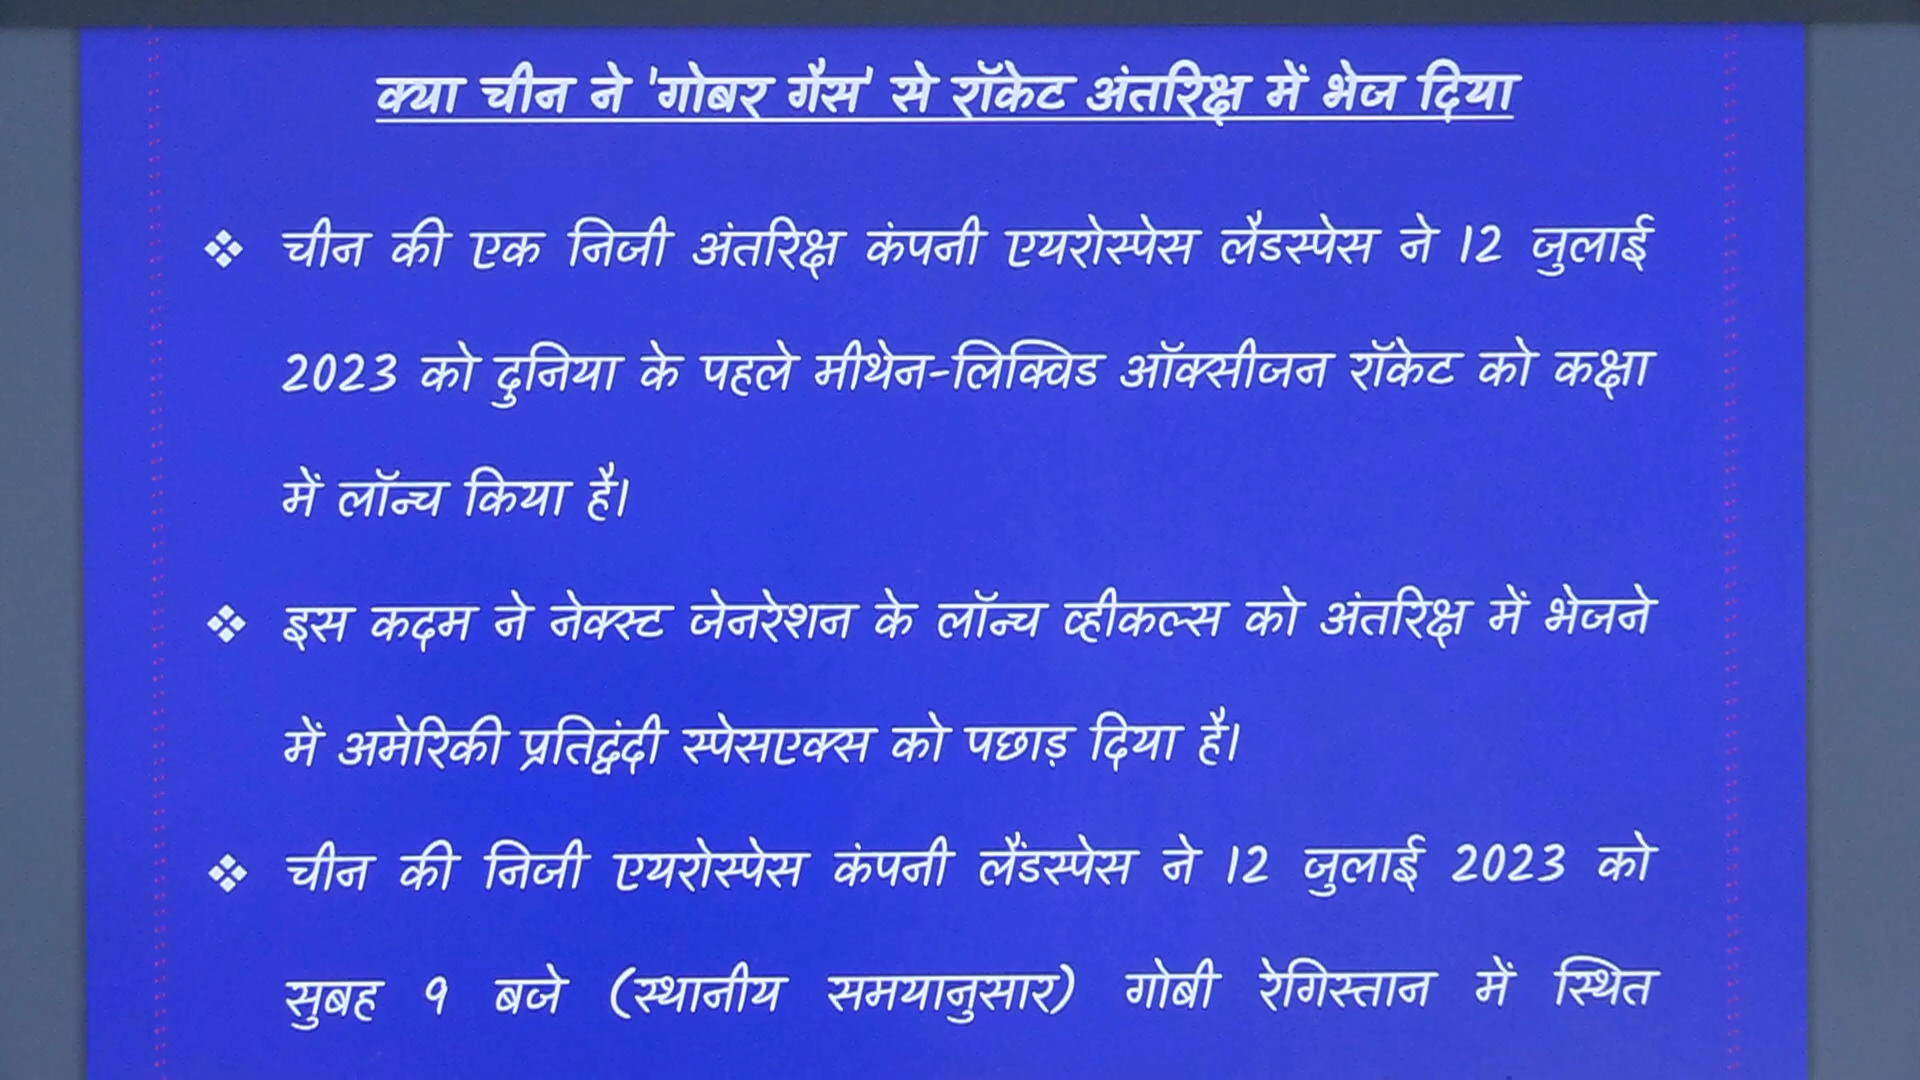 क्या चीन ने 'गोबर गैस' से रॉकेट अंतरिक्ष में भेज दिया
❖ चीन की एक निजी अंतरिक्ष कंपनी एयरोस्पेस लैडस्पेस ने 12 जुलाई
2023 को दुनिया के पहले मीथेन-लिक्विड ऑक्सीजन रॉकेट को कक्षा
में लॉन्च किया है।
❖ इस कदम ने नेक्स्ट जेनरेशन के लॉन्च व्हीकल्स को अंतरिक्ष में भेजने
में अमेरिकी प्रतिद्वंदी स्पेसएक्स को पछाड़ दिया है।
❖ चीन की निजी एयरोस्पेस कंपनी लैंडस्पेस ने 12 जुलाई 2023 को
सुबह 9 बजे (स्थानीय समयानुसार) गोबी रेगिस्तान में स्थित